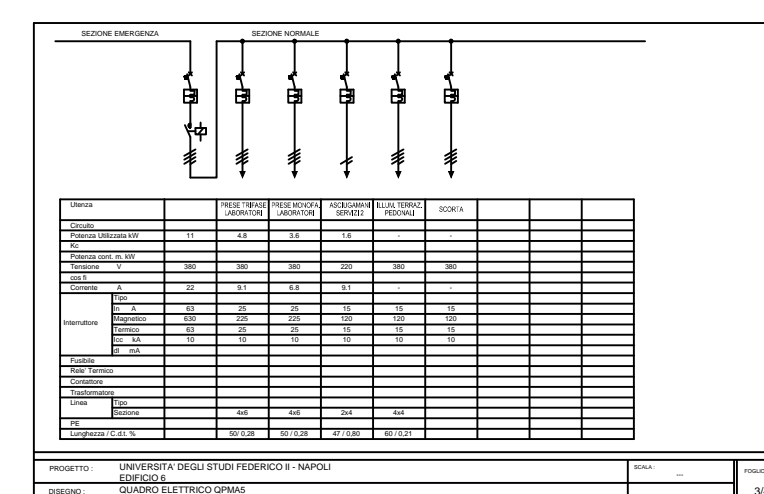 SEZIONE EMERGENZA SEZIONE NORMALE
Utenza PRESE TRIFASE LABORATORI PRESE MONOFA. LABORATORI ASCIUGAMANI SERVIZI 2 ILLUM. TERRAZ. PEDONALI SCORTA
Circuito
Potenza Utilizzata kW 11 4.8 3.6 1.6 - -
Kc
Potenza cont. m. kW
Tensione V 380 380 380 220 380 380
cos fi
Corrente A 22 9.1 6.8 9.1 - -
Interruttore
Tipo
In A 63 25 25 15 15 15
Magnetico 630 225 225 120 120 120
Termico 63 25 25 15 15 15
Icc kA 10 10 10 10 10 10
dI mA
Fusibile
Rele' Termico
Contattore
Trasformatore
Linea Tipo
Sezione 4x6 4x6 2x4 4x4
PE
Lunghezza / C.d.t. % 50/ 0,28 50 / 0,28 47 / 0,80 60 / 0,21
PROGETTO : UNIVERSITA' DEGLI STUDI FEDERICO II - NAPOLI
EDIFICIO 6
SCALA : ---
FOGLIO
DISEGNO : QUADRO ELETTRICO QPMA5
3/